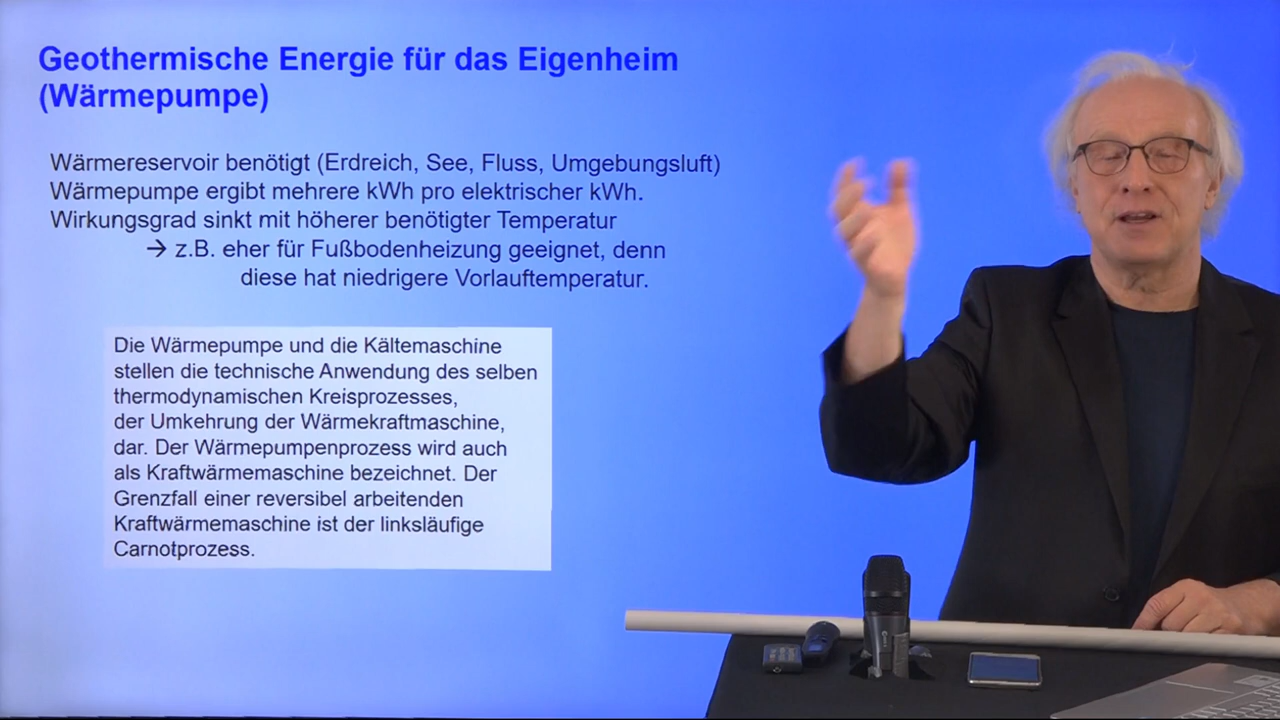 Geothermische Energie für das Eigenheim
(Wärmepumpe)
Wärmereservoir benötigt (Erdreich, See, Fluss, Umgebungsluft)
Wärmepumpe ergibt mehrere kWh pro elektrischer kWh.
Wirkungsgrad sinkt mit höherer benötigter Temperatur
→ z.B. eher für Fußbodenheizung geeignet, denn
diese hat niedrigere Vorlauftemperatur.
Die Wärmepumpe und die Kältemaschine
stellen die technische Anwendung des selben
thermodynamischen Kreisprozesses,
der Umkehrung der Wärmekraftmaschine,
dar. Der Wärmepumpenprozess wird auch
als Kraftwärmemaschine bezeichnet. Der
Grenzfall einer reversibel arbeitenden
Kraftwärmemaschine ist der linksläufige
Carnotprozess.